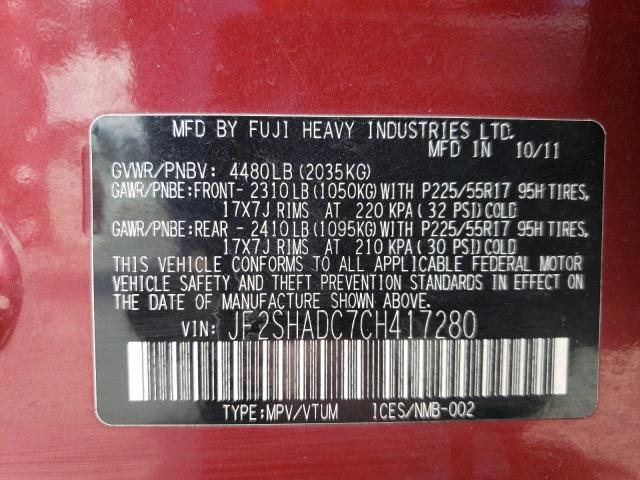 MFD BY FUJI HEAVY INDUSTRIES LTD.
MFD IN 10/11
GVWR/PNBV: 4480LB (2035KG)
GAWR/PNBE:FRONT- 2310LB(1050KG)WITH P225/55R17 95H TIRES,
17X7J RIMS AT 220 KPA(32 PSI)COLD
GAWR/PNBE:REAR - 2410LB(1095KG)WITH P225/55R17 95H TIRES,
17X7J RIMS AT 210 KPA(30 PSI)COLD
THIS VEHICLE CONFORMS TO ALL APPLICABLE FEDERAL MOTOR
VEHICLE SAFETY AND THEFT PREVENTION STANDARDS IN EFFECT ON
THE DATE OF MANUFACTURE SHOWN ABOVE.
VIN: JF2SHADC7CH417280
TYPE:MPV/VTUM ICES/NMB-002